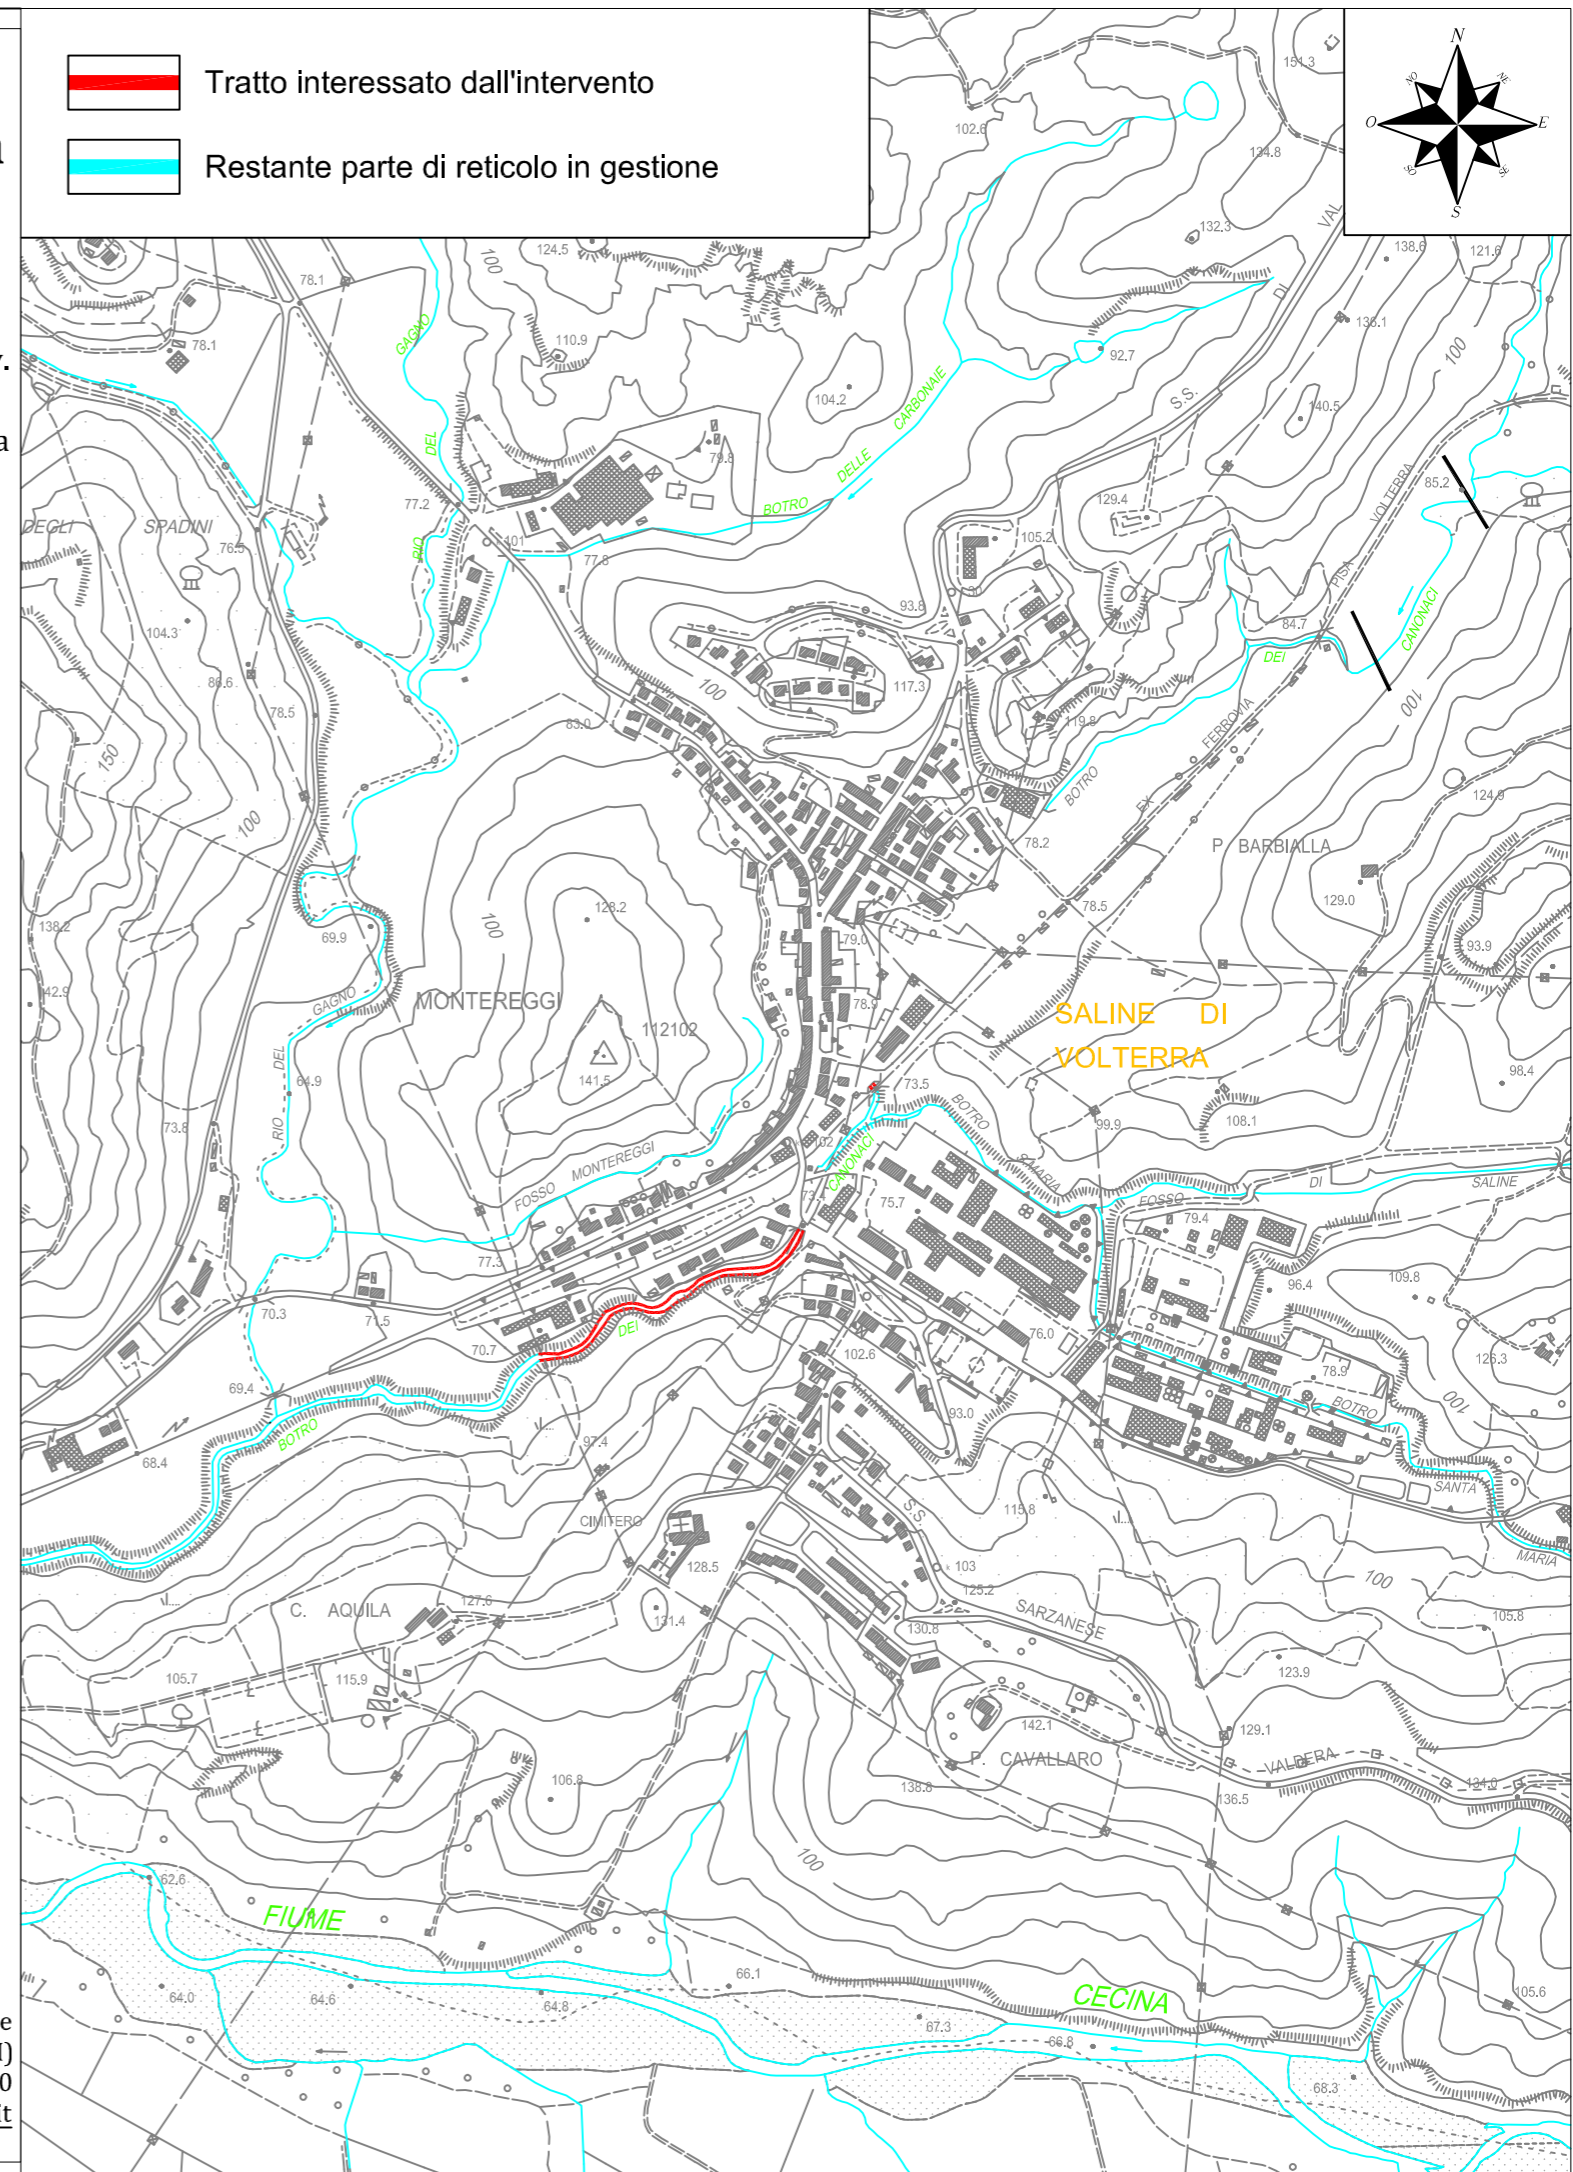 Tratto interessato dall'intervento
Restante parte di reticolo in gestione
N
NE
E
SE
S
SO
O
NO
151.3
102.6
134.8
132.3
138.6
121.6
VAL
DI
S.S.
124.5
100
78.1
78.1
110.9
104.2
92.7
136.1
100
140.5
GAGNO
DEL
RIO
BOTRO
DELLE
CARBONAIE
79.8
77.2
101
77.8
129.4
105.2
85.2
VOLTERRA
PISA
FERROVIA
EX
DEGLI SPADINI
76.5
104.3
86.6
78.5
93.8
84.7
DEI
CANONACI
BOTRO
117.3
119.8
100
100
83.0
150
100
124.9
78.2
P. BARBIALLA
129.0
78.5
138.2
69.9
128.2
100
79.0
93.9
142.9
GAGNO
MONTEREGGI
112102
141.5
78.9
SALINE DI
VOLTERRA
DEL
RIO
64.9
73.8
73.5
98.4
99.9
108.1
BOTRO
S.MARIA
102
CANONACI
FOSSO MONTEREGGI
73.4
75.7
FOSSO
DI
SALINE
79.4
77.3
70.3
71.5
70.7
DEI
96.4
109.8
76.0
102.6
78.9
126.3
100
69.4
BOTRO
93.0
BOTRO
SANTA
MARIA
68.4
97.4
CIMITERO
115.8
S.S.
103
128.5
125.2
100
C. AQUILA
127.6
131.4
SARZANESE
130.8
105.8
105.7
115.9
123.9
142.1
129.1
P. CAVALLARO
VALDERA
106.8
138.8
136.5
134.0
100
62.6
FIUME
CECINA
64.0
64.6
64.8
66.1
67.3
66.8
105.6
68.3
a
v.
a
e
I)
0
it